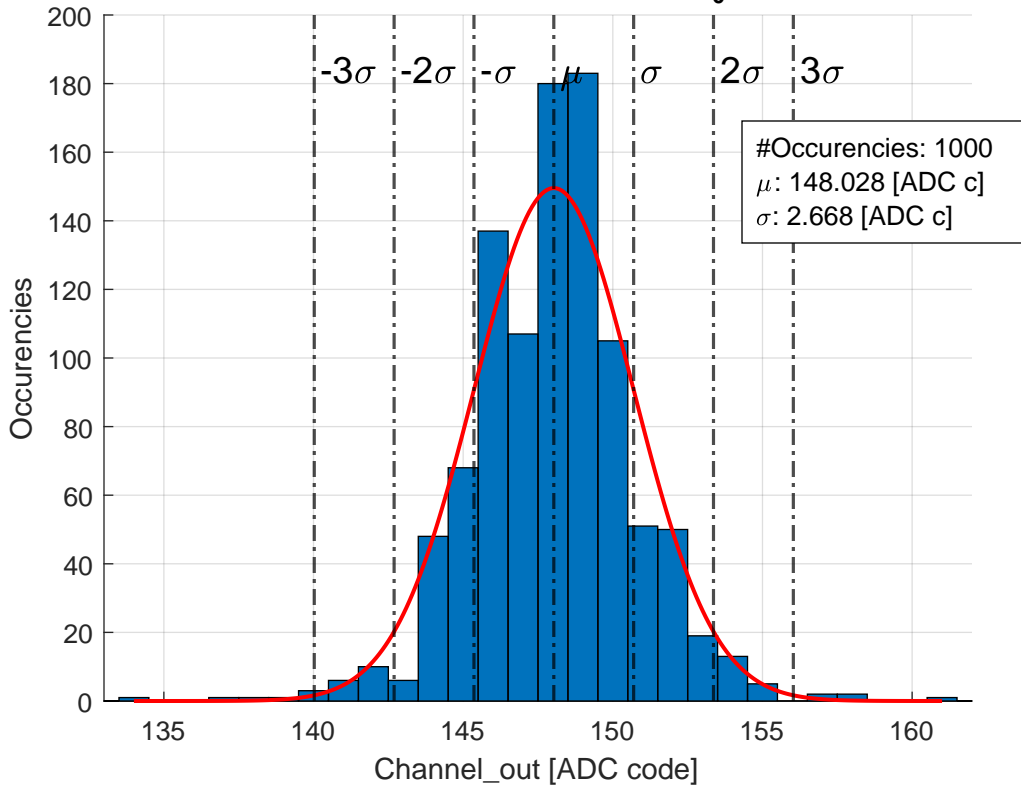 200
180
160
140
120
100
80
60
40
20
0
-3σ -2σ -σ μ σ 2σ 3σ
#Occurencies: 1000
μ: 148.028 [ADC c]
σ: 2.668 [ADC c]
Occurencies
135 140 145 150 155 160
Channel_out [ADC code]